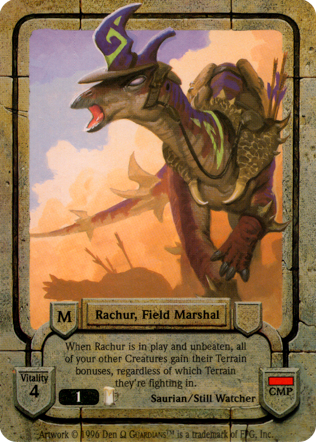 M
Rachur, Field Marshal
When Rachur is in play and unbeaten, all
of your other Creatures gain their Terrain
bonuses, regardless of which Terrain
they're fighting in.
Vitality
4
1
Saurian/Still Watcher
CMP
Artwork © 1996 Den Ω GUARDIANS™ is a trademark of FPG, Inc.